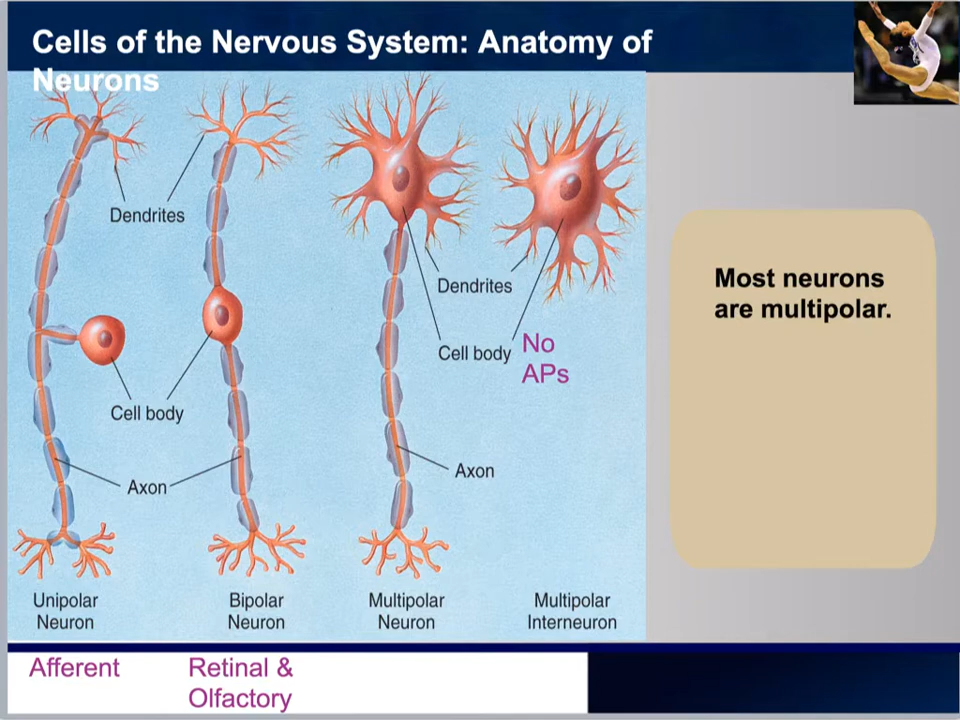 Cells of the Nervous System: Anatomy of
Neurons
Dendrites
Dendrites
Most neurons
are multipolar.
Cell body
No
APs
Cell body
Axon
Axon
Unipolar
Neuron
Bipolar
Neuron
Multipolar
Neuron
Multipolar
Interneuron
Afferent
Retinal &
Olfactory